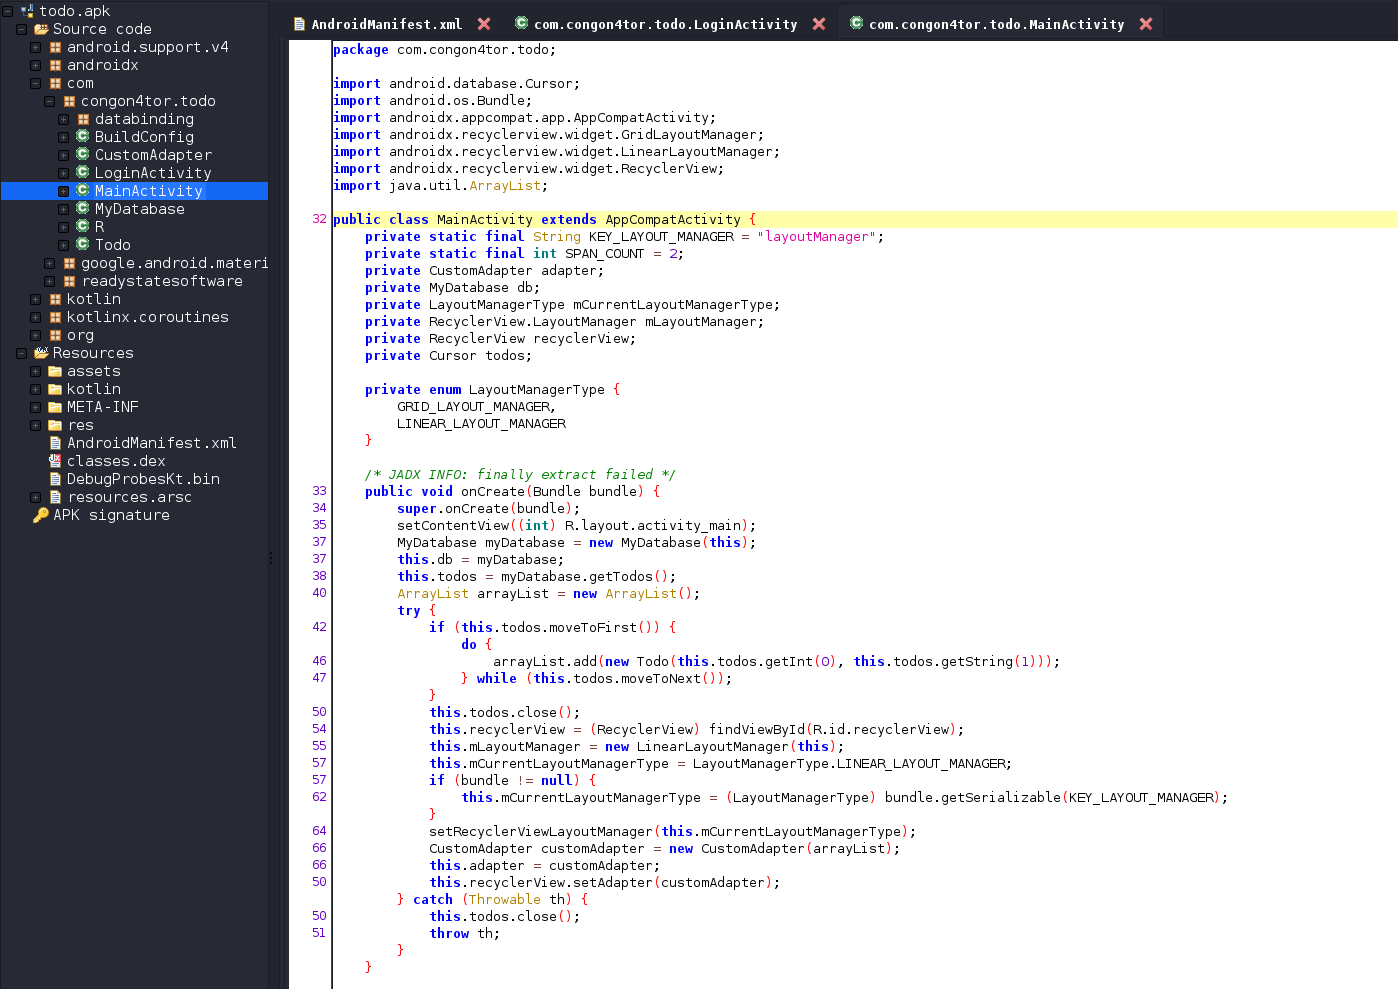 todo.apk
Source code
android.support.v4
androidx
com
congon4tor.todo
databinding
BuildConfig
CustomAdapter
LoginActivity
MainActivity
MyDatabase
R
Todo
google.android.materi
readystatesoftware
kotlin
kotlinx.coroutines
org
Resources
assets
kotlin
META-INF
res
AndroidManifest.xml
classes.dex
DebugProbesKt.bin
resources.arsc
APK signature
AndroidManifest.xml com.congon4tor.todo.LoginActivity com.congon4tor.todo.MainActivity
package com.congon4tor.todo;
import android.database.Cursor;
import android.os.Bundle;
import androidx.appcompat.app.AppCompatActivity;
import androidx.recyclerview.widget.GridLayoutManager;
import androidx.recyclerview.widget.LinearLayoutManager;
import androidx.recyclerview.widget.RecyclerView;
import java.util.ArrayList;
32 public class MainActivity extends AppCompatActivity {
private static final String KEY_LAYOUT_MANAGER = "layoutManager";
private static final int SPAN_COUNT = 2;
private CustomAdapter adapter;
private MyDatabase db;
private LayoutManagerType mCurrentLayoutManagerType;
private RecyclerView.LayoutManager mLayoutManager;
private RecyclerView recyclerView;
private Cursor todos;
private enum LayoutManagerType {
GRID_LAYOUT_MANAGER,
LINEAR_LAYOUT_MANAGER
}
/* JADX INFO: finally extract failed */
33 public void onCreate(Bundle bundle) {
34 super.onCreate(bundle);
35 setContentView((int) R.layout.activity_main);
37 MyDatabase myDatabase = new MyDatabase(this);
37 this.db = myDatabase;
38 this.todos = myDatabase.getTodos();
40 ArrayList arrayList = new ArrayList();
try {
42 if (this.todos.moveToFirst()) {
do {
46 arrayList.add(new Todo(this.todos.getInt(0), this.todos.getString(1)));
47 } while (this.todos.moveToNext());
}
50 this.todos.close();
54 this.recyclerView = (RecyclerView) findViewById(R.id.recyclerView);
55 this.mLayoutManager = new LinearLayoutManager(this);
57 this.mCurrentLayoutManagerType = LayoutManagerType.LINEAR_LAYOUT_MANAGER;
57 if (bundle != null) {
62 this.mCurrentLayoutManagerType = (LayoutManagerType) bundle.getSerializable(KEY_LAYOUT_MANAGER);
}
64 setRecyclerViewLayoutManager(this.mCurrentLayoutManagerType);
66 CustomAdapter customAdapter = new CustomAdapter(arrayList);
66 this.adapter = customAdapter;
50 this.recyclerView.setAdapter(customAdapter);
} catch (Throwable th) {
50 this.todos.close();
51 throw th;
}
}